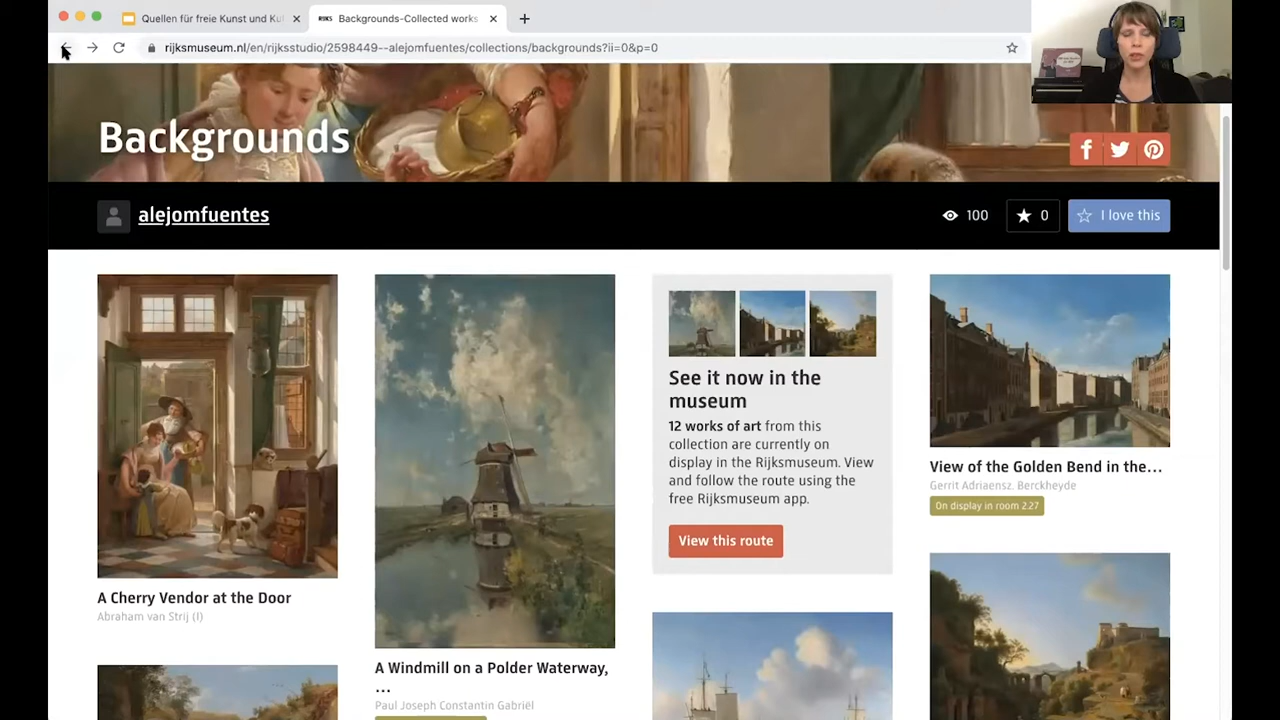 Quellen für freie Kunst und Ku
RIJKS Backgrounds-Collected works
rijksmuseum.nl/en/rijksstudio/2598449--alejomfuentes/collections/backgrounds?ii=0&p=0
Backgrounds
alejomfuentes
100
0
I love this
A Cherry Vendor at the Door
Abraham van Strij (I)
A Windmill on a Polder Waterway,
...
Paul Joseph Constantin Gabriël
See it now in the
museum
12 works of art from this
collection are currently on
display in the Rijksmuseum. View
and follow the route using the
free Rijksmuseum app.
View this route
View of the Golden Bend in the...
Gerrit Adriaensz. Berckheyde
On display in room 2.27